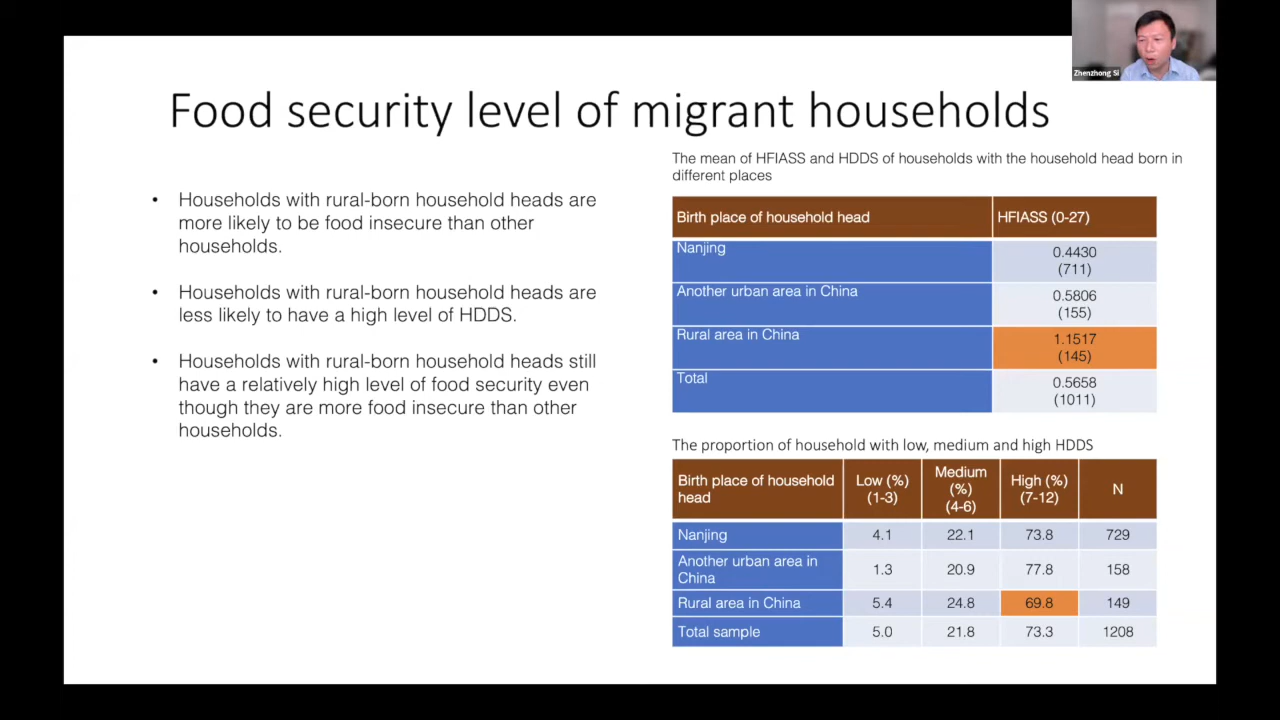 Zhenzhong Si
Food security level of migrant households
• Households with rural-born household heads are
more likely to be food insecure than other
households.
• Households with rural-born household heads are
less likely to have a high level of HDDS.
• Households with rural-born household heads still
have a relatively high level of food security even
though they are more food insecure than other
households.
The mean of HFIASS and HDDS of households with the household head born in
different places
Birth place of household head HFIASS (0-27)
Nanjing 0.4430
(711)
Another urban area in China 0.5806
(155)
Rural area in China 1.1517
(145)
Total 0.5658
(1011)
The proportion of household with low, medium and high HDDS
Birth place of household
head
Low (%)
(1-3)
Medium
(%)
(4-6)
High (%)
(7-12)
N
Nanjing 4.1 22.1 73.8 729
Another urban area in
China
1.3 20.9 77.8 158
Rural area in China 5.4 24.8 69.8 149
Total sample 5.0 21.8 73.3 1208